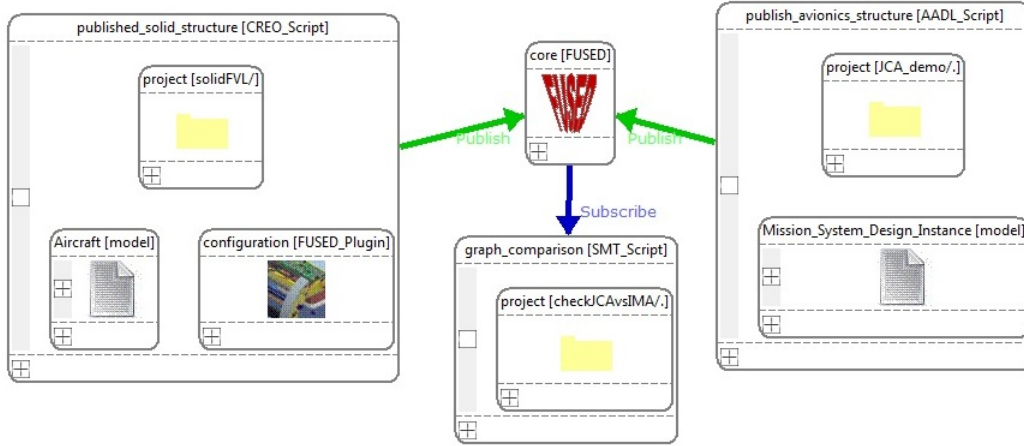 published_solid_structure [CREO_Script]
project [solidFVL/]
Aircraft [model]
configuration [FUSED_Plugin]
core [FUSED]
FUSED
Publish
Publish
Subscribe
graph_comparison [SMT_Script]
project [checkJCAvsIMA/.]
publish_avionics_structure [AADL_Script]
project [JCA_demo/.]
Mission_System_Design_Instance [model]